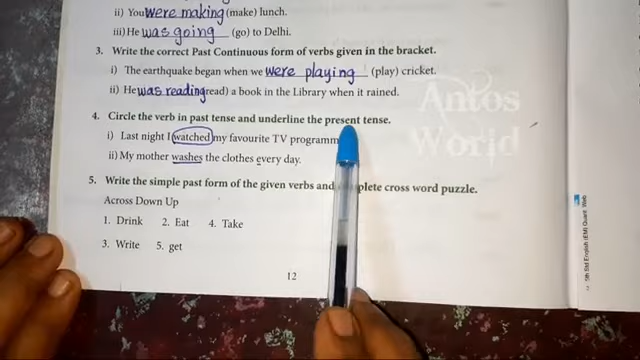 ii) You were making (make) lunch.
iii) He was going (go) to Delhi.
3. Write the correct Past Continuous form of verbs given in the bracket.
i) The earthquake began when we were playing (play) cricket.
ii) He was reading read) a book in the Library when it rained.
4. Circle the verb in past tense and underline the present tense.
i) Last night I watched my favourite TV programm
ii) My mother washes the clothes every day.
5. Write the simple past form of the given verbs and plete cross word puzzle.
Across Down Up
1. Drink 2. Eat 4. Take
3. Write 5. get
12
Antos
World
5th Std English (EM)